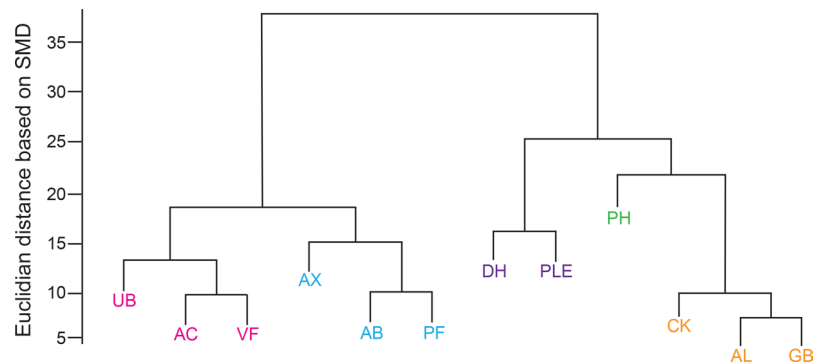 Euclidian distance based on SMD
35
30
25
20
15
10
5
UB
AC
VF
AX
AB
PF
DH
PLE
PH
CK
AL
GB